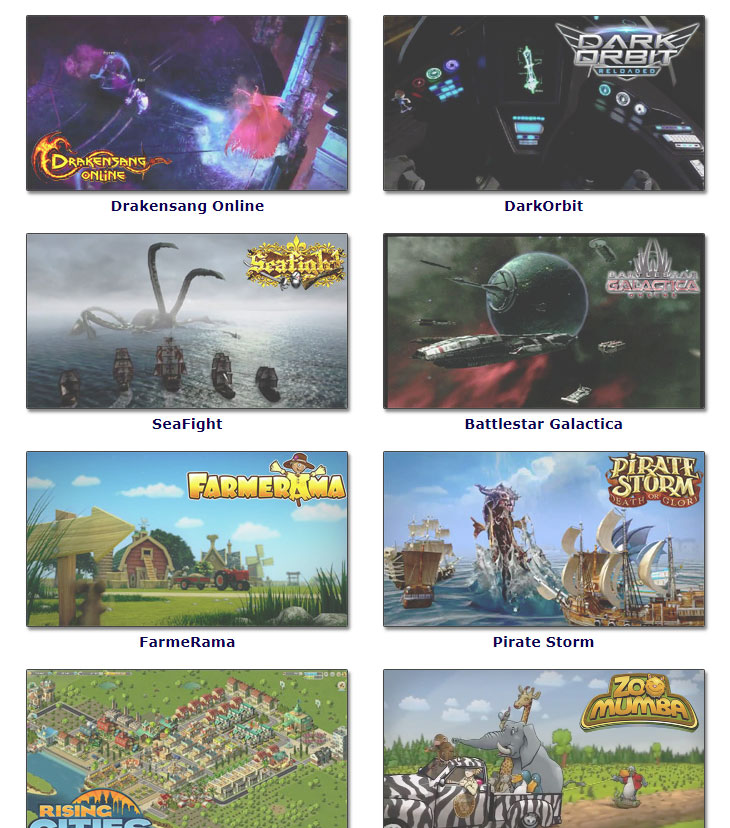 DRAKENSANG
ONLINE
DARK
ORBIT
RELOADED
Drakensang Online
DarkOrbit
Seafight
BATTLESTAR
GALACTICA
ONLINE
SeaFight
Battlestar Galactica
FARMERAMA
PIRATE
STORM
DEATH OR GLORY
FarmeRama
Pirate Storm
RISING
CITIES
ZOO
MUMBA